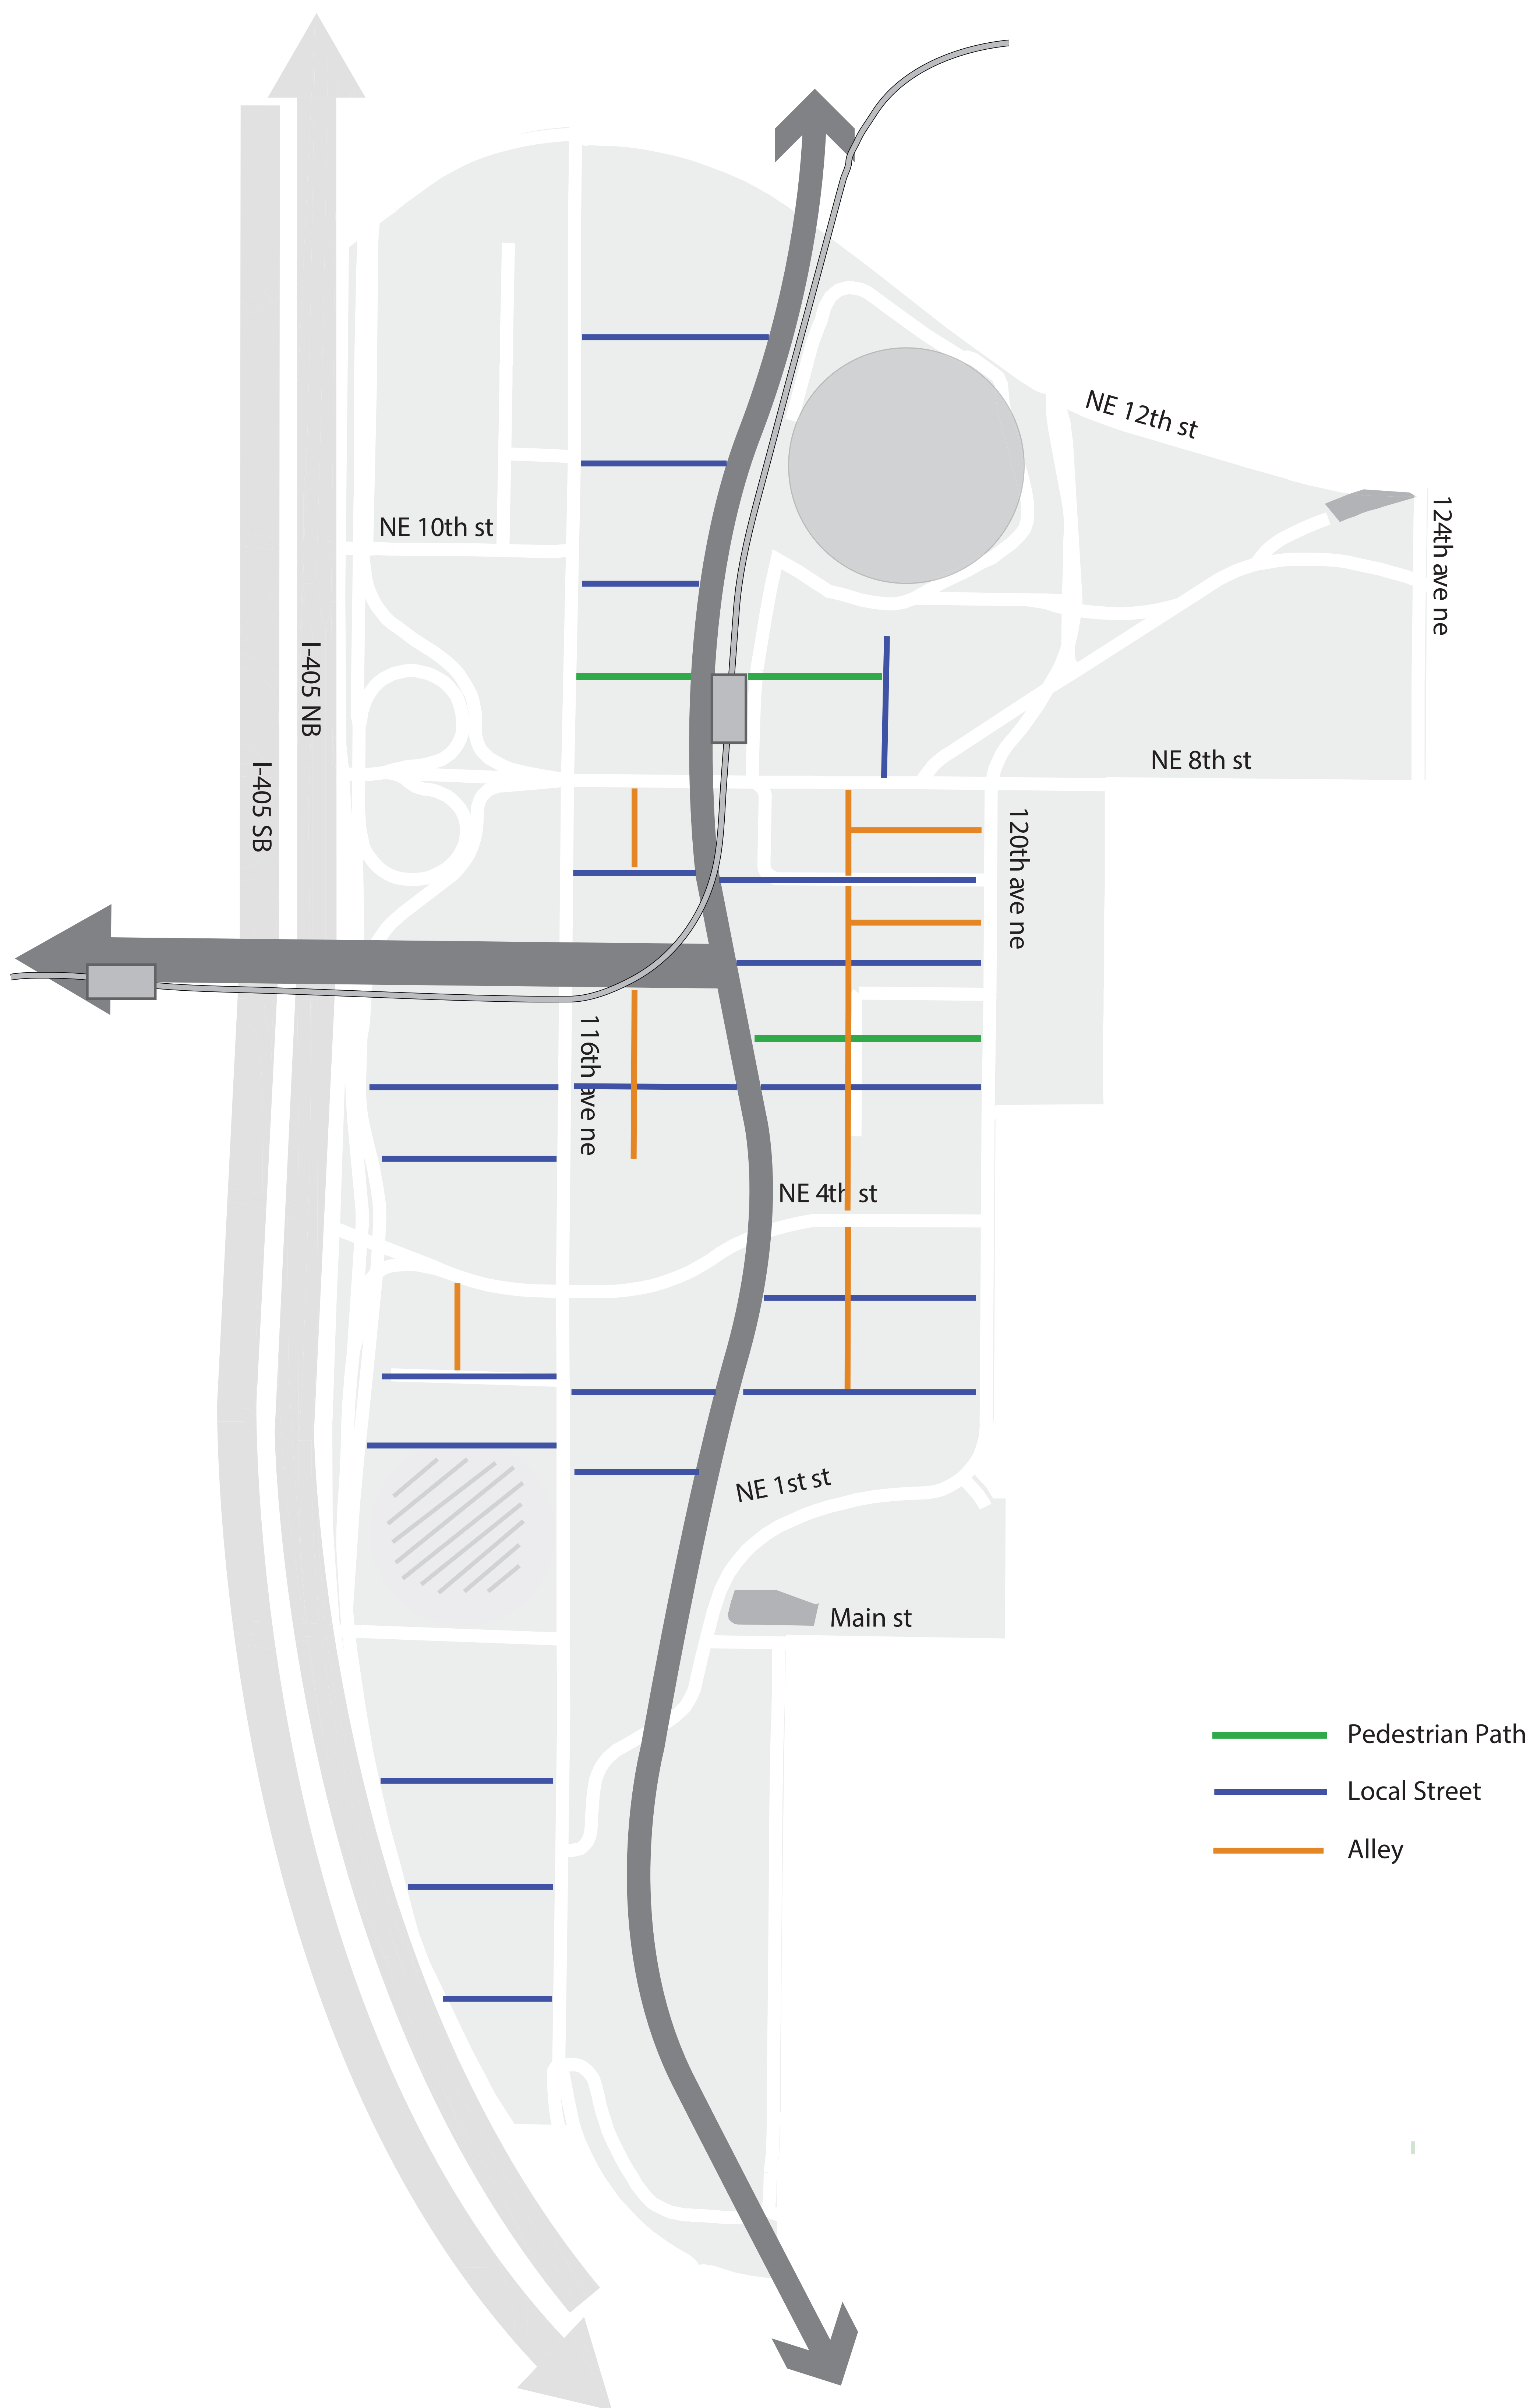 NE 12th st
124th ave ne
NE 10th st
I-405 NB
NE 8th st
I-405 SB
120th ave ne
116th ave ne
NE 4th st
NE 1st st
Main st
Pedestrian Path
Local Street
Alley